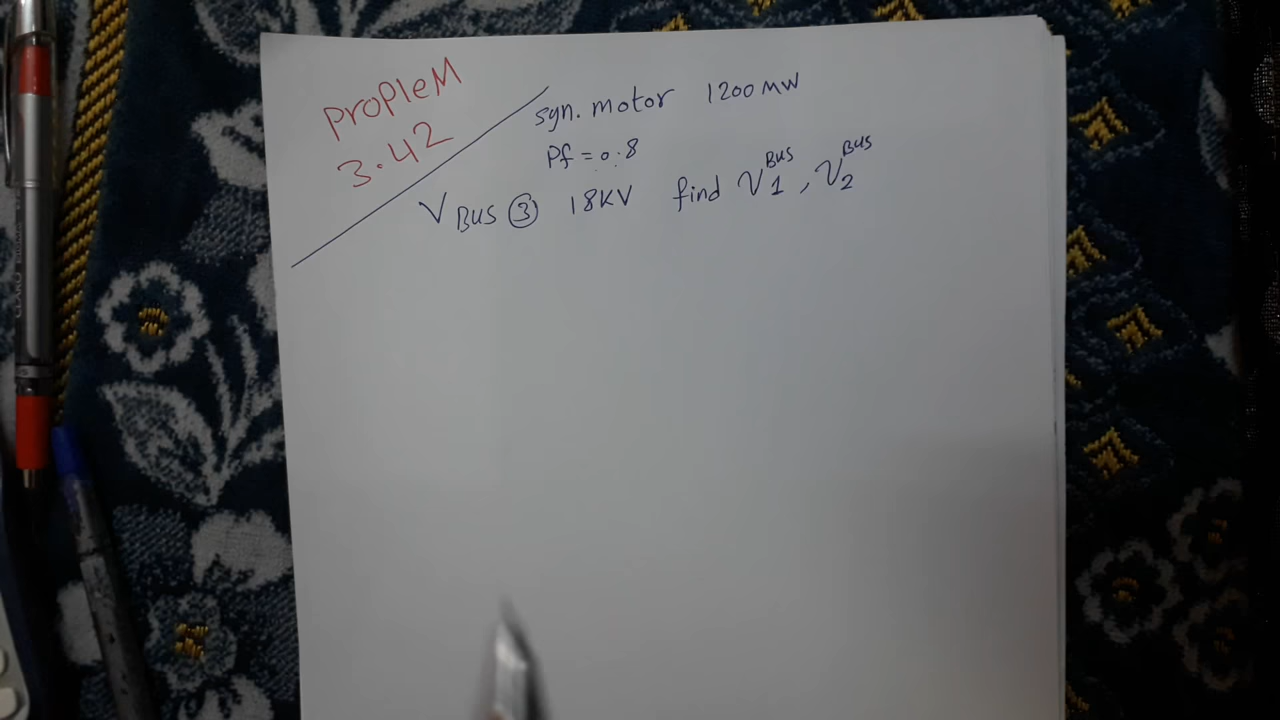 ProPleM
3.42
syn. motor 1200 MW
Pf = 0.8
V BUS ③ 18KV find V1 BUS , V2 BUS